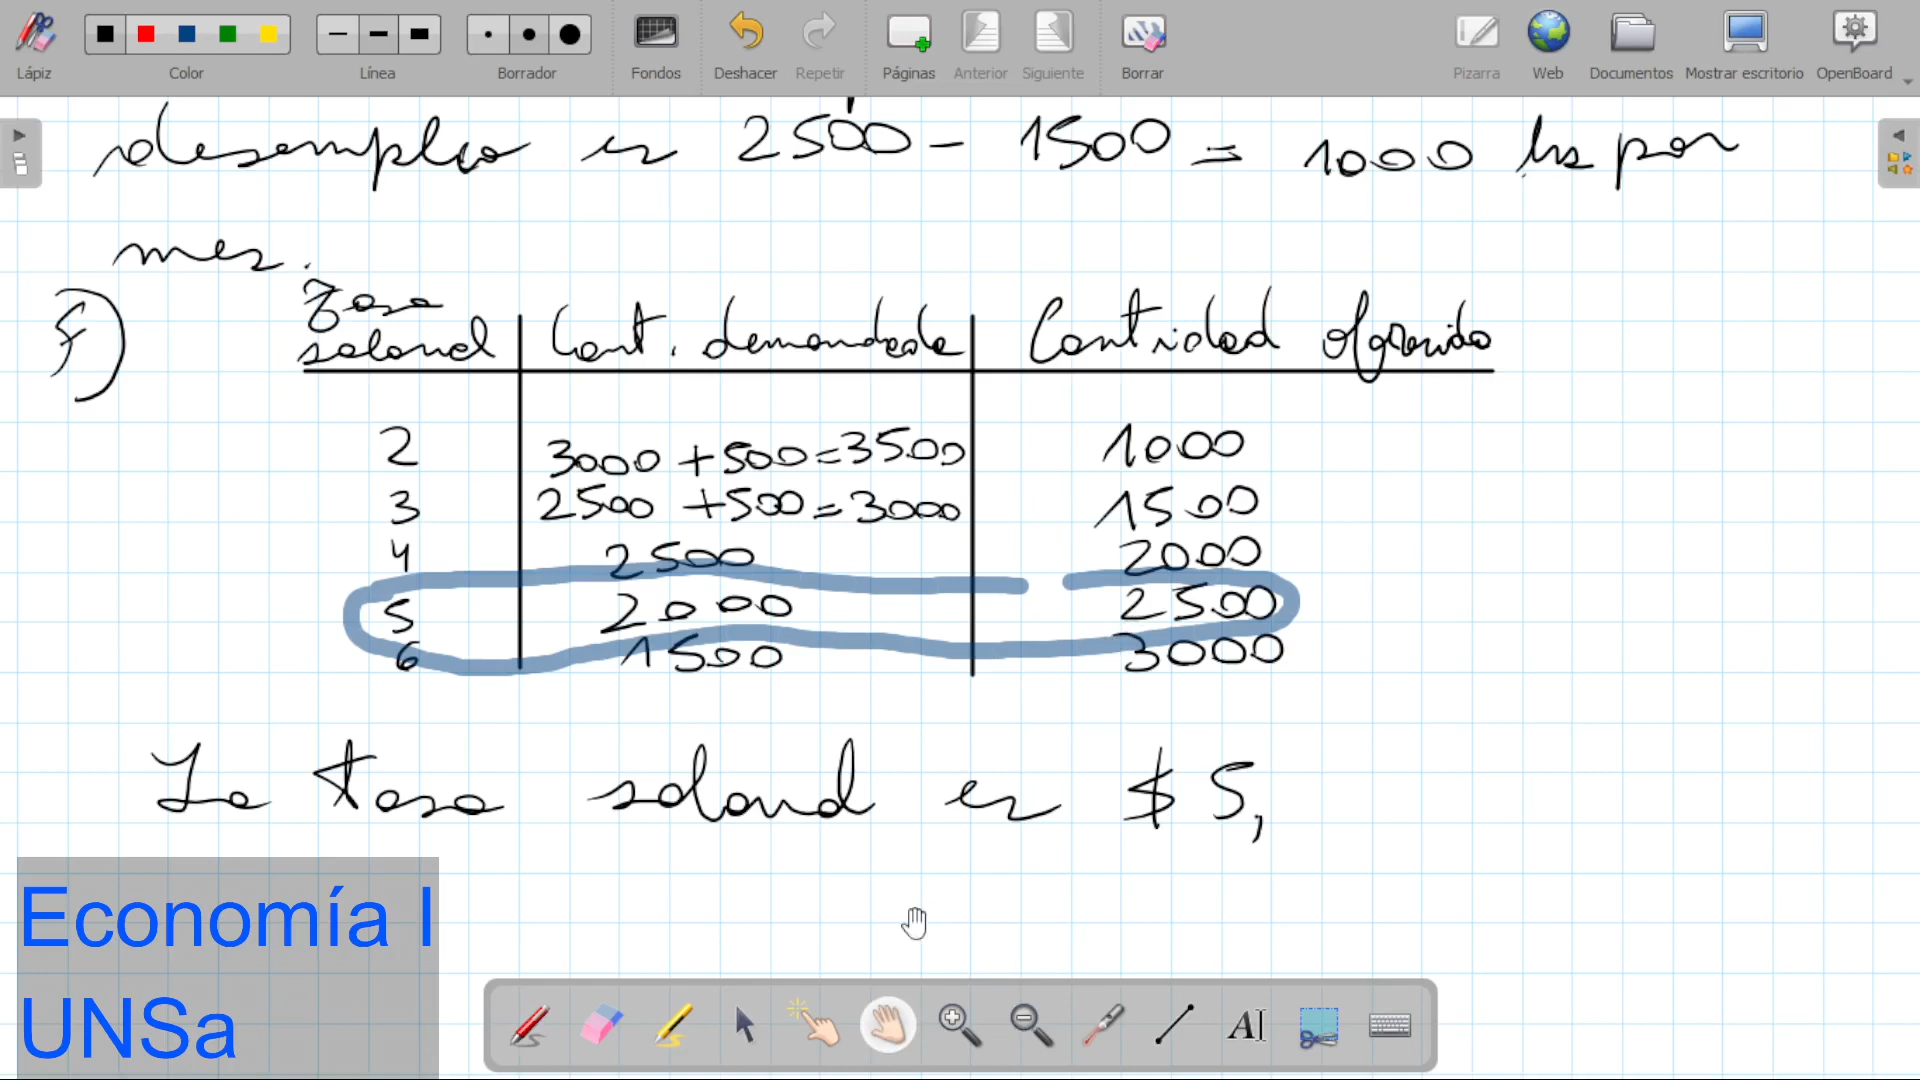 Lápiz Color Línea Borrador Fondos Deshacer Repetir Páginas Anterior Siguiente Borrar Pizarra Web Documentos Mostrar escritorio OpenBoard
desempleo es 2500 - 1500 = 1000 hs por
mes.
f) Tasa salarial Cant. demandada Cantidad ofrecida
2 3000 + 500 = 3500 1000
3 2500 + 500 = 3000 1500
4 2500 2000
5 2000 2500
6 1500 3000
La tasa salarial es $ 5,
Economía I
UNSa